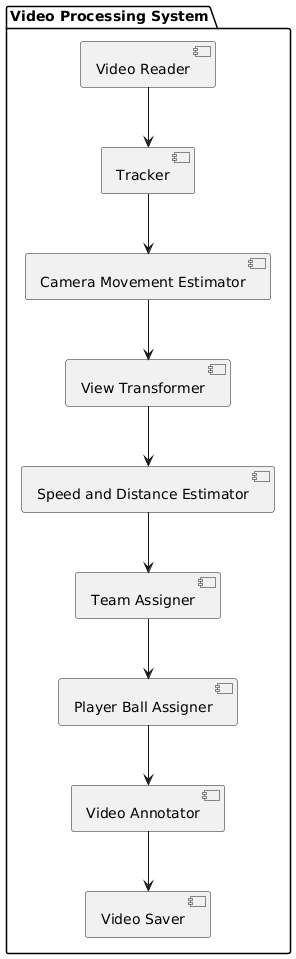 Video Processing System
Video Reader
Tracker
Camera Movement Estimator
View Transformer
Speed and Distance Estimator
Team Assigner
Player Ball Assigner
Video Annotator
Video Saver